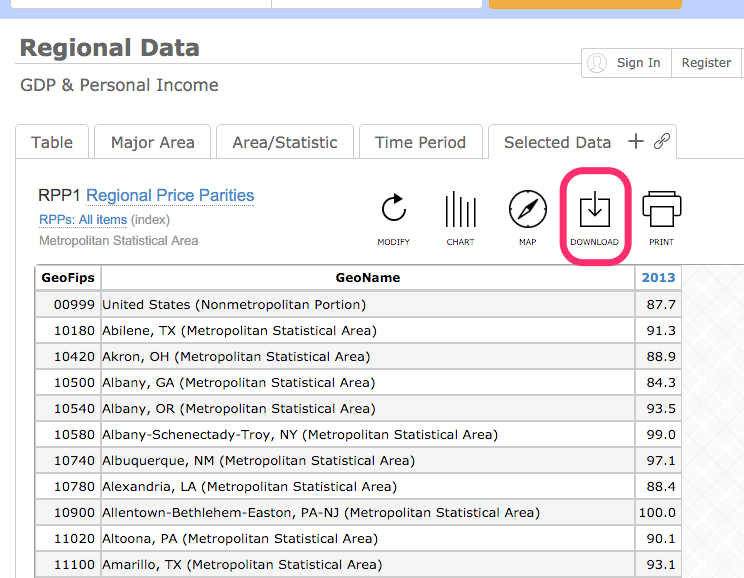 Regional Data
Sign In Register
GDP & Personal Income
Table Major Area Area/Statistic Time Period Selected Data
RPP1 Regional Price Parities
RPPs: All items (index)
Metropolitan Statistical Area
MODIFY CHART MAP DOWNLOAD PRINT
GeoFips GeoName 2013
00999 United States (Nonmetropolitan Portion) 87.7
10180 Abilene, TX (Metropolitan Statistical Area) 91.3
10420 Akron, OH (Metropolitan Statistical Area) 88.9
10500 Albany, GA (Metropolitan Statistical Area) 84.3
10540 Albany, OR (Metropolitan Statistical Area) 93.5
10580 Albany-Schenectady-Troy, NY (Metropolitan Statistical Area) 99.0
10740 Albuquerque, NM (Metropolitan Statistical Area) 97.1
10780 Alexandria, LA (Metropolitan Statistical Area) 88.4
10900 Allentown-Bethlehem-Easton, PA-NJ (Metropolitan Statistical Area) 100.0
11020 Altoona, PA (Metropolitan Statistical Area) 90.1
11100 Amarillo, TX (Metropolitan Statistical Area) 93.1